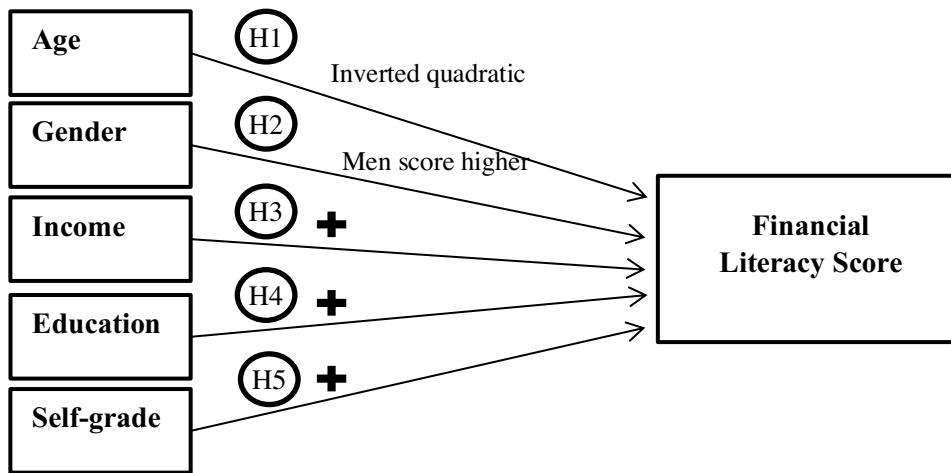 Age
H1
Inverted quadratic
Gender
H2
Men score higher
Income
H3 +
Education
H4 +
Self-grade
H5 +
Financial
Literacy Score